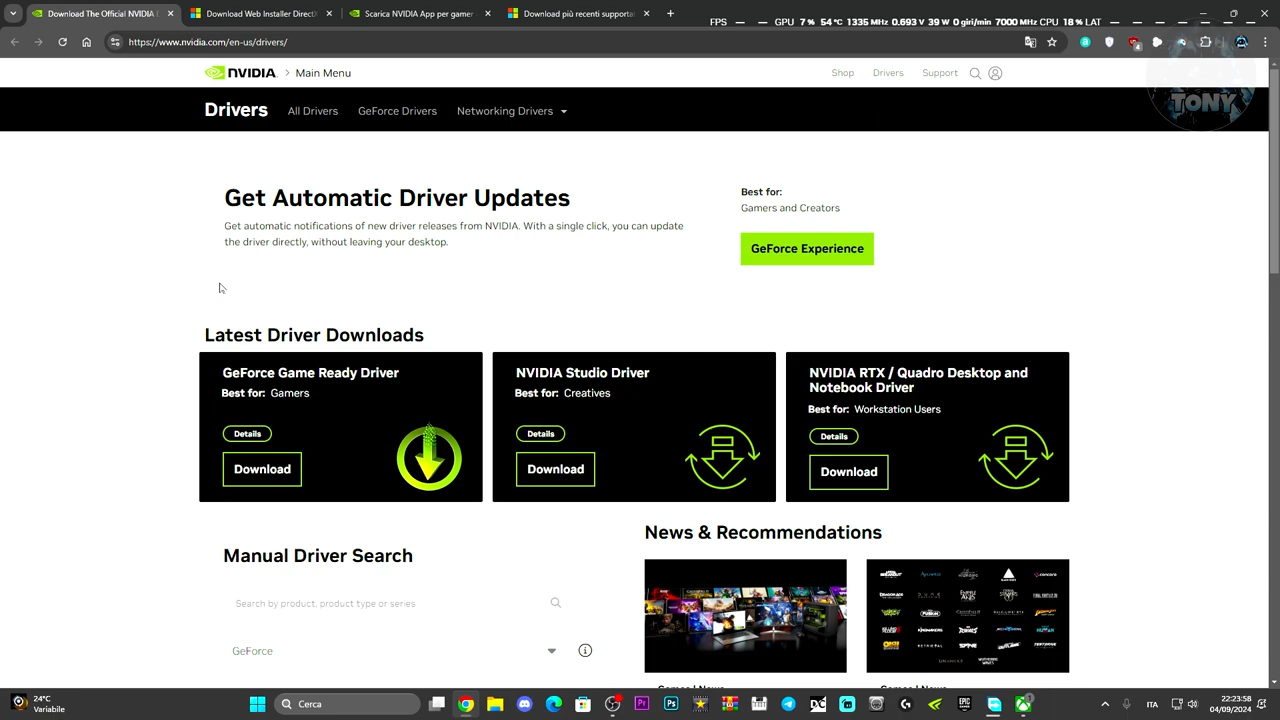 Download The Official NVIDIA D
Download Web Installer DirectX
Scarica NVIDIA App per gamer
Download più recenti supportat
FPS — GPU 7 % 54 °C 1335 MHz 0.693 V 39 W 0 giri/min 7000 MHz CPU 18 % LAT —
https://www.nvidia.com/en-us/drivers/
4
NVIDIA. Main Menu
Shop Drivers Support
TONY
Drivers All Drivers GeForce Drivers Networking Drivers
Get Automatic Driver Updates
Get automatic notifications of new driver releases from NVIDIA. With a single click, you can update
the driver directly, without leaving your desktop.
Best for:
Gamers and Creators
GeForce Experience
Latest Driver Downloads
GeForce Game Ready Driver
Best for: Gamers
Details
Download
NVIDIA Studio Driver
Best for: Creatives
Details
Download
NVIDIA RTX / Quadro Desktop and
Notebook Driver
Best for: Workstation Users
Details
Download
Manual Driver Search
Search by product, product type or series
GeForce
News & Recommendations
24°C
Variabile
Cerca
22:23:58
04/09/2024